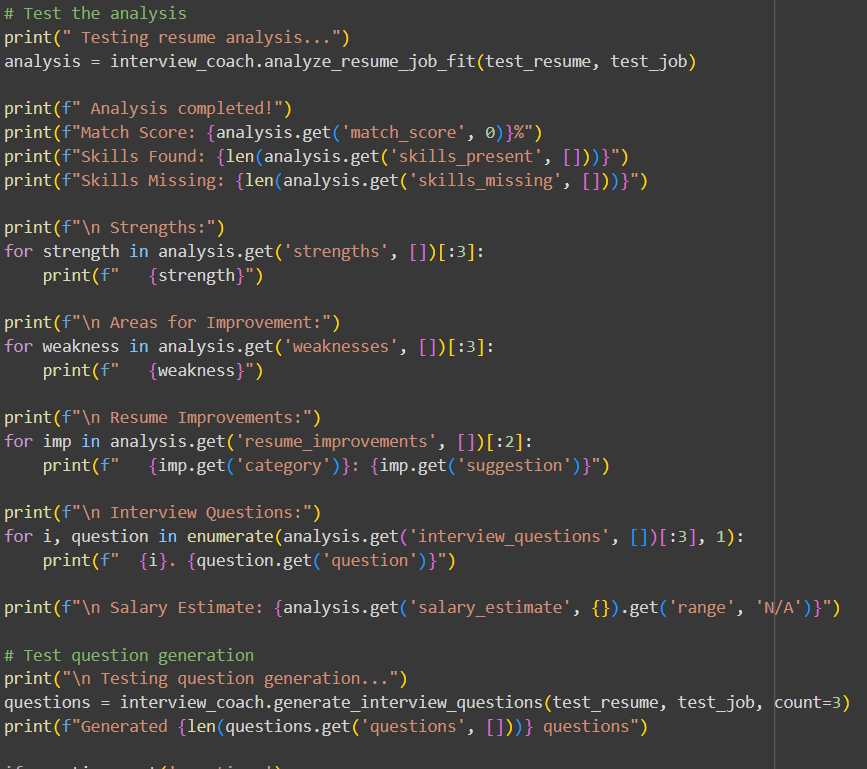 # Test the analysis
print(" Testing resume analysis...")
analysis = interview_coach.analyze_resume_job_fit(test_resume, test_job)
print(f" Analysis completed!")
print(f"Match Score: {analysis.get('match_score', 0)}%")
print(f"Skills Found: {len(analysis.get('skills_present', []))}")
print(f"Skills Missing: {len(analysis.get('skills_missing', []))}")
print(f"\n Strengths:")
for strength in analysis.get('strengths', [])[:3]:
    print(f"   {strength}")
print(f"\n Areas for Improvement:")
for weakness in analysis.get('weaknesses', [])[:3]:
    print(f"   {weakness}")
print(f"\n Resume Improvements:")
for imp in analysis.get('resume_improvements', [])[:2]:
    print(f"   {imp.get('category')}: {imp.get('suggestion')}")
print(f"\n Interview Questions:")
for i, question in enumerate(analysis.get('interview_questions', [])[:3], 1):
    print(f"  {i}. {question.get('question')}")
print(f"\n Salary Estimate: {analysis.get('salary_estimate', {}).get('range', 'N/A')}")
# Test question generation
print("\n Testing question generation...")
questions = interview_coach.generate_interview_questions(test_resume, test_job, count=3)
print(f"Generated {len(questions.get('questions', []))} questions")